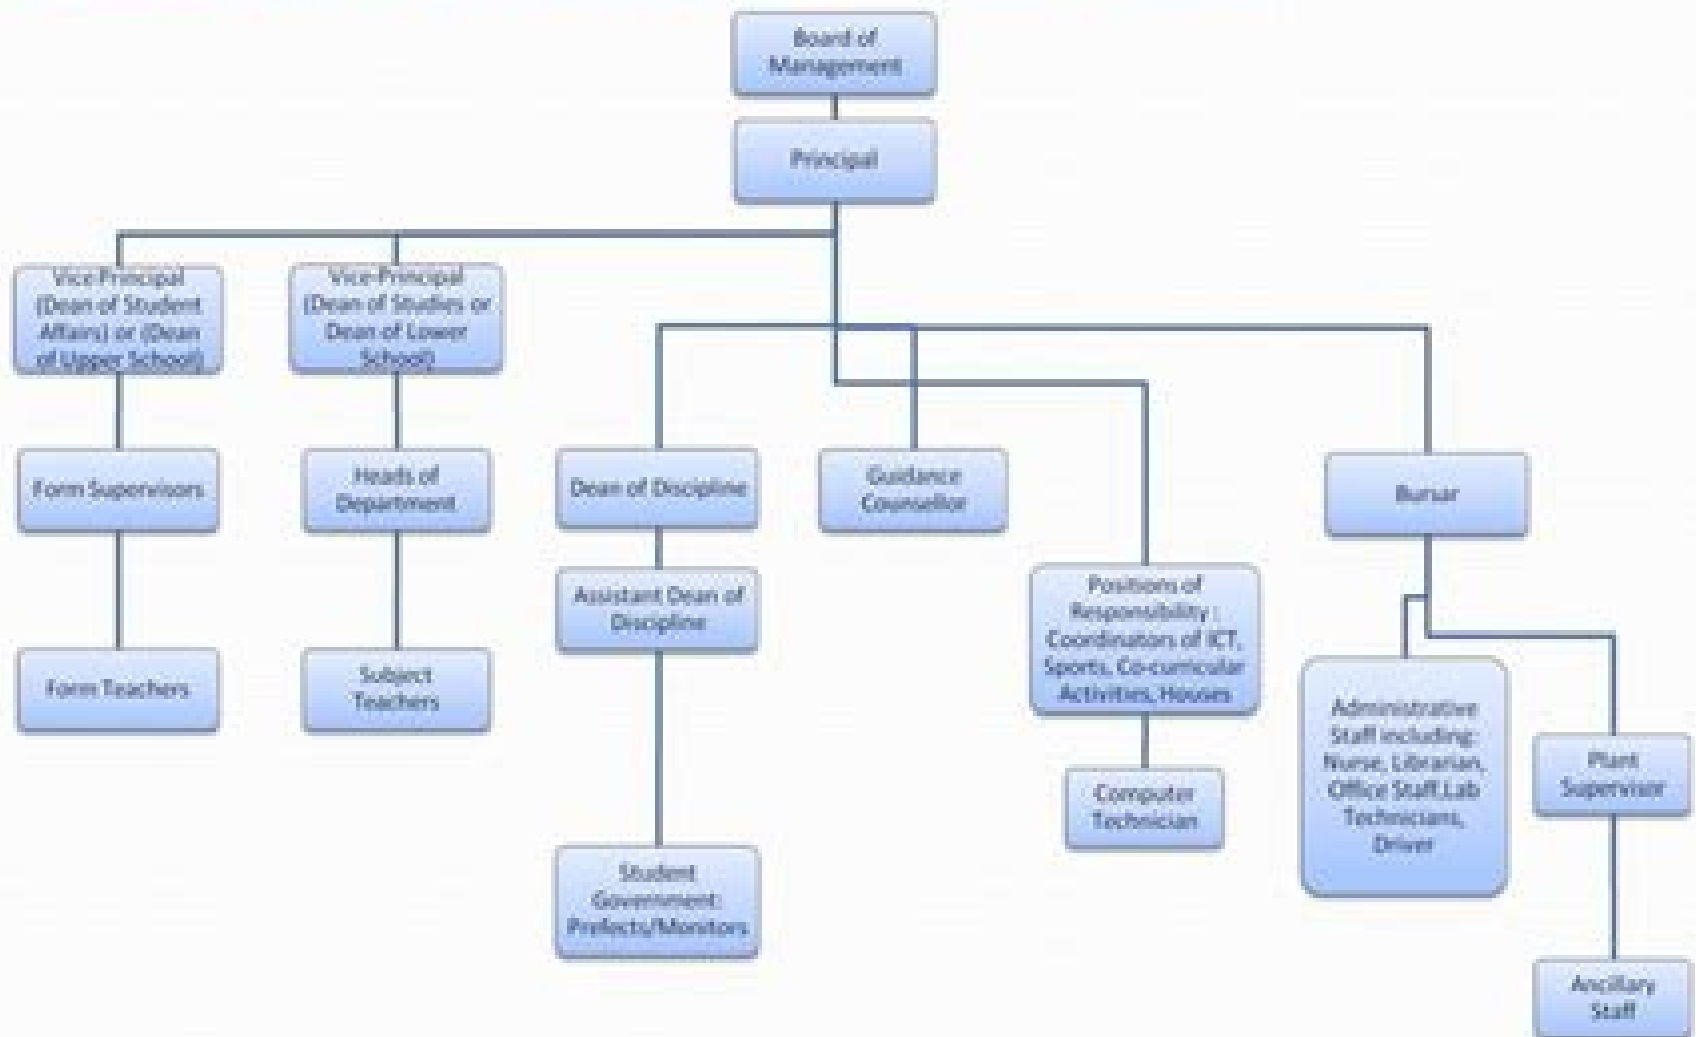 Board of
Management
Principal
Vice Principal
(Dean of Student
Affairs) or (Dean
of Upper School)
Vice-Principal
(Dean of Studies or
Dean of Lower
School)
Form Supervisors
Heads of
Department
Dean of Discipline
Guidance
Counsellor
Bursar
Assistant Dean of
Discipline
Positions of
Responsibility :
Coordinators of ICT,
Sports, Co-curricular
Activities, Houses
Form Teachers
Subject
Teachers
Administrative
Staff including:
Nurse, Librarian,
Office Staff,Lab
Technicians,
Driver
Plant
Supervisor
Computer
Technician
Student
Government:
Prefects/Monitors
Ancillary
Staff